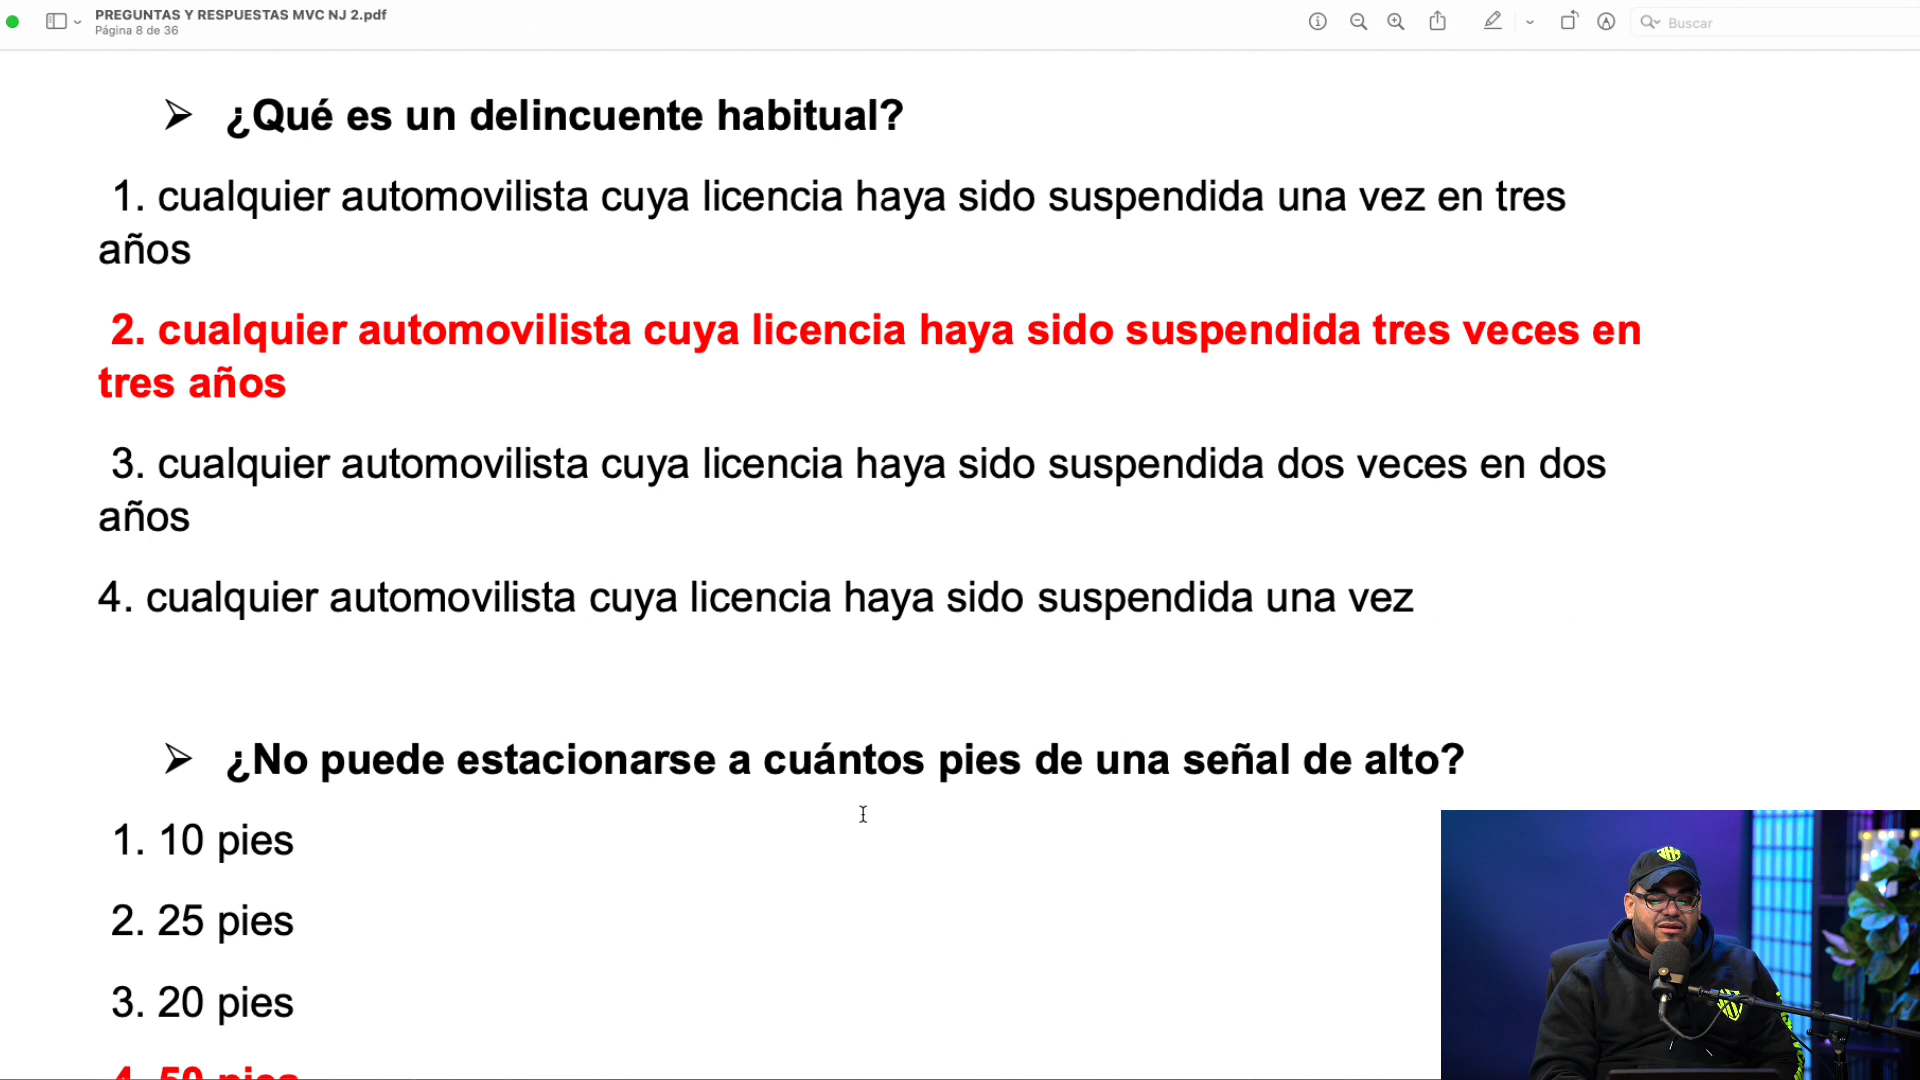 PREGUNTAS Y RESPUESTAS MVC NJ 2.pdf
Página 8 de 36
Buscar
➢ ¿Qué es un delincuente habitual?
1. cualquier automovilista cuya licencia haya sido suspendida una vez en tres
años
2. cualquier automovilista cuya licencia haya sido suspendida tres veces en
tres años
3. cualquier automovilista cuya licencia haya sido suspendida dos veces en dos
años
4. cualquier automovilista cuya licencia haya sido suspendida una vez
➢ ¿No puede estacionarse a cuántos pies de una señal de alto?
1. 10 pies
2. 25 pies
3. 20 pies
4. 50 pies